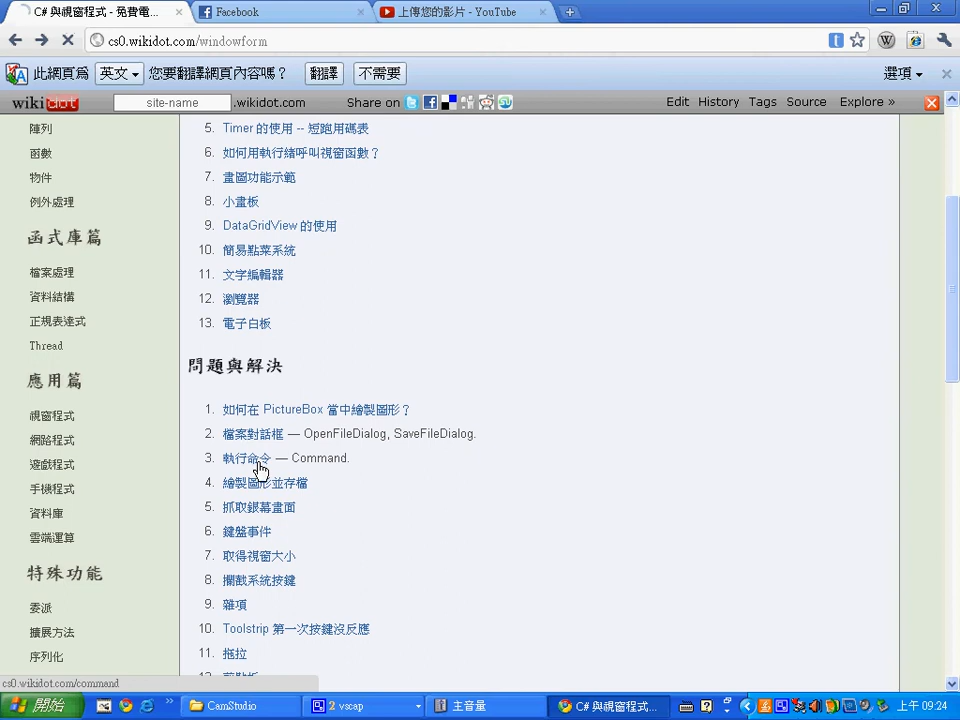 C# 與視窗程式 - 免費電...
Facebook
上傳您的影片 - YouTube
cs0.wikidot.com/windowform
此網頁為 英文 您要翻譯網頁內容嗎？ 翻譯 不需要 選項
wikidot site-name .wikidot.com Share on Edit History Tags Source Explore »
陣列
函數
物件
例外處理
函式庫篇
檔案處理
資料結構
正規表達式
Thread
應用篇
視窗程式
網路程式
遊戲程式
手機程式
資料庫
雲端運算
特殊功能
委派
擴展方法
序列化
5. Timer 的使用 -- 短跑用碼表
6. 如何用執行緒呼叫視窗函數？
7. 畫圖功能示範
8. 小畫板
9. DataGridView 的使用
10. 簡易點菜系統
11. 文字編輯器
12. 瀏覽器
13. 電子白板
問題與解決
1. 如何在 PictureBox 當中繪製圖形？
2. 檔案對話框 — OpenFileDialog, SaveFileDialog.
3. 執行命令 — Command.
4. 繪製圖形並存檔
5. 抓取銀幕畫面
6. 鍵盤事件
7. 取得視窗大小
8. 攔截系統按鍵
9. 雜項
10. Toolstrip 第一次按鍵沒反應
11. 拖拉
cs0.wikidot.com/command
開始
CamStudio
2 vscap
主音量
C# 與視窗程式...
上午 09:24